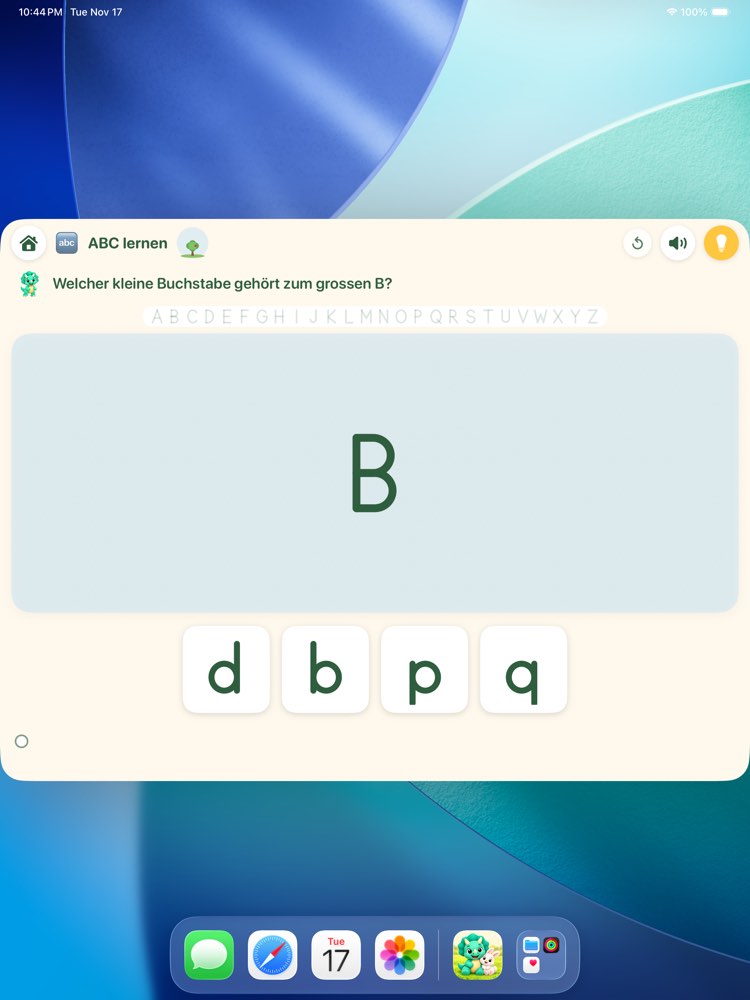 10:44 PM Tue Nov 17 100%
abc ABC lernen
Welcher kleine Buchstabe gehört zum grossen B?
A B C D E F G H I J K L M N O P Q R S T U V W X Y Z
B
d b p q
Tue
17